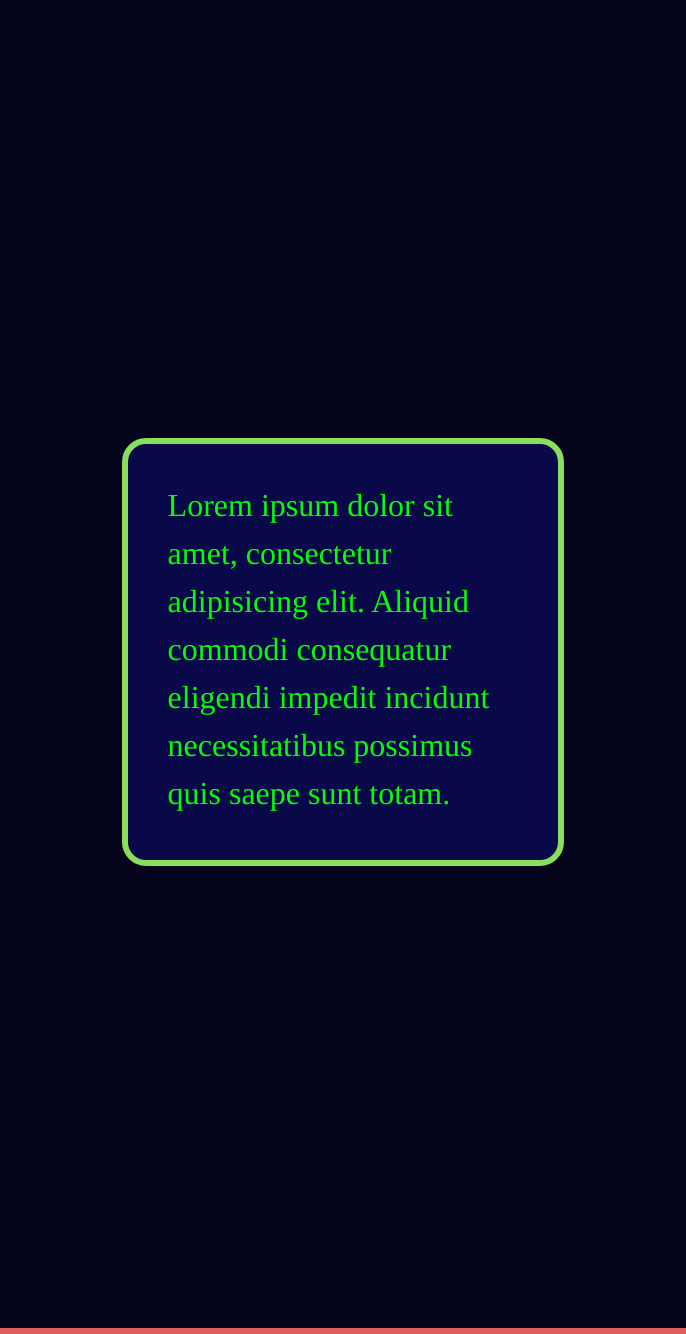 Lorem ipsum dolor sit
amet, consectetur
adipisicing elit. Aliquid
commodi consequatur
eligendi impedit incidunt
necessitatibus possimus
quis saepe sunt totam.